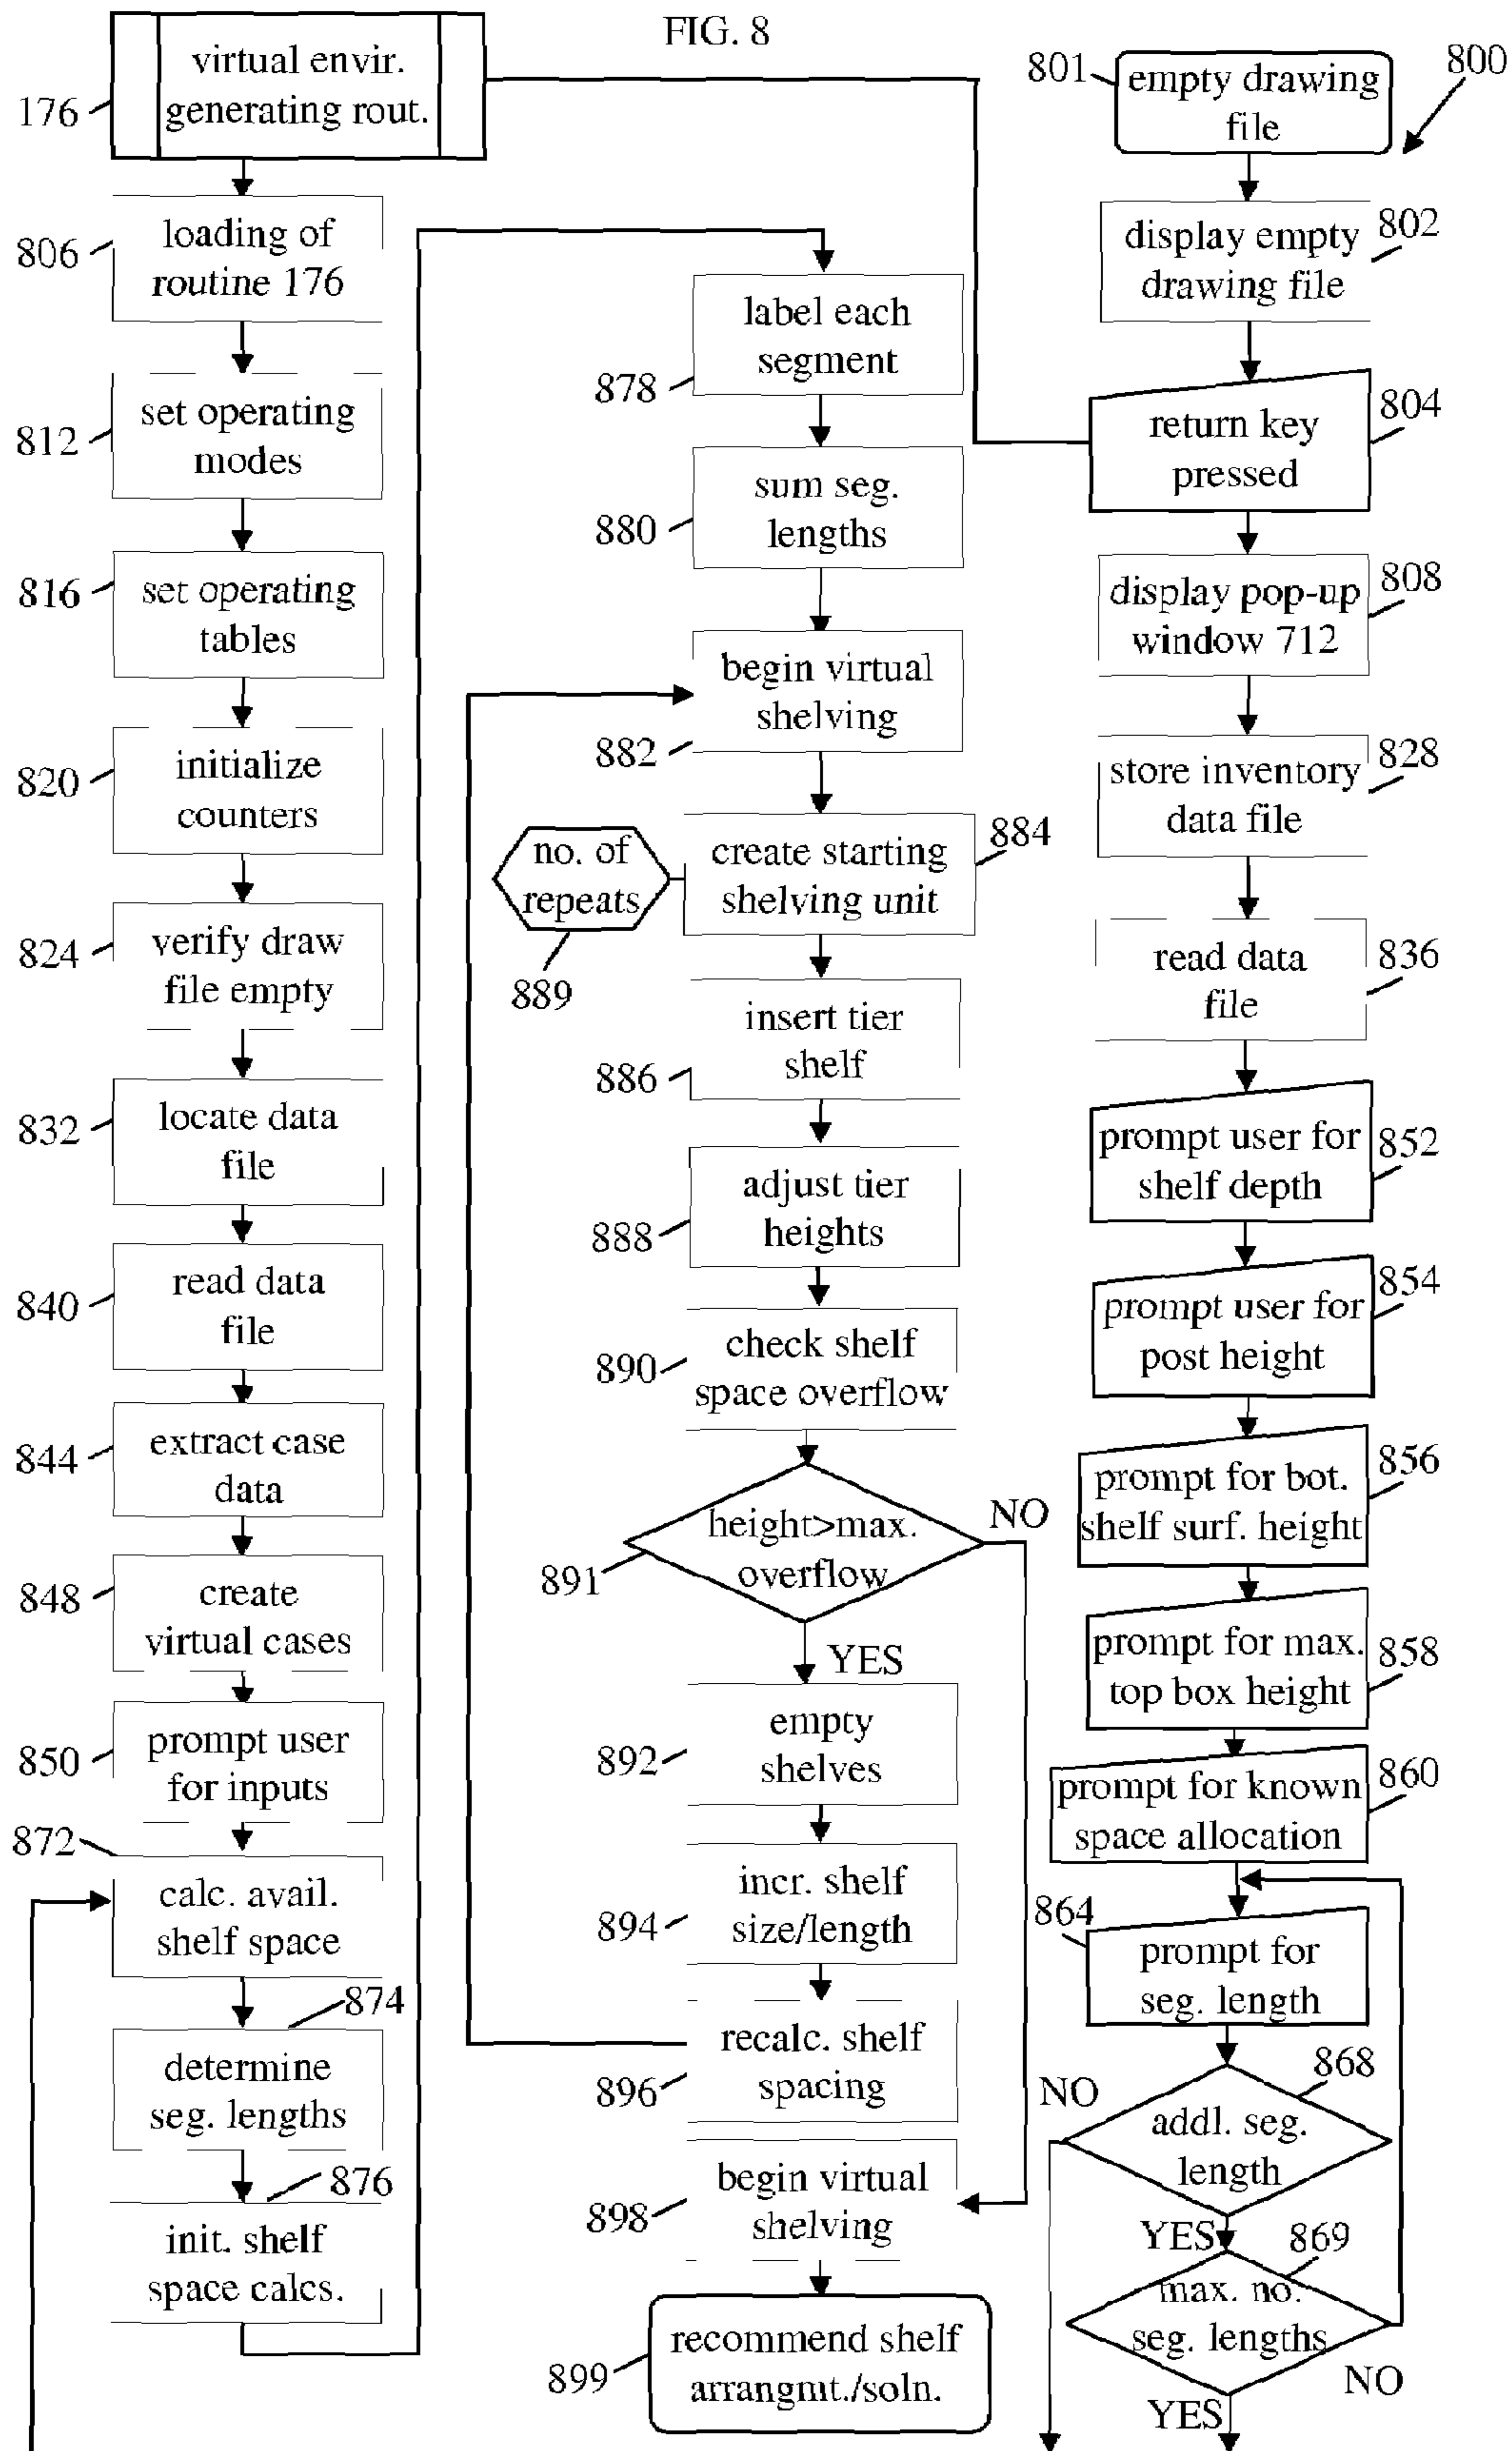 FIG. 8
virtual envir.
generating rout.
176
loading of
routine 176
806
set operating
modes
812
set operating
tables
816
initialize
counters
820
verify draw
file empty
824
locate data
file
832
read data
file
840
extract case
data
844
create
virtual cases
848
prompt user
for inputs
850
872
calc. avail.
shelf space
874
determine
seg. lengths
876
init. shelf
space calcs.
label each
segment
878
sum seg.
lengths
880
begin virtual
shelving
882
no. of
repeats
889
create starting
shelving unit
884
insert tier
shelf
886
adjust tier
heights
888
check shelf
space overflow
890
height>max.
overflow
891
NO
YES
empty
shelves
892
incr. shelf
size/length
894
recalc. shelf
spacing
896
begin virtual
shelving
898
recommend shelf
arrangmt./soln.
899
801
empty drawing
file
800
display empty
drawing file
802
return key
pressed
804
display pop-up
window 712
808
store inventory
data file
828
read data
file
836
prompt user for
shelf depth
852
prompt user for
post height
854
prompt for bot.
shelf surf. height
856
prompt for max.
top box height
858
prompt for known
space allocation
860
864
prompt for
seg. length
868
NO
addl. seg.
length
YES
869
max. no.
seg. lengths
NO
YES